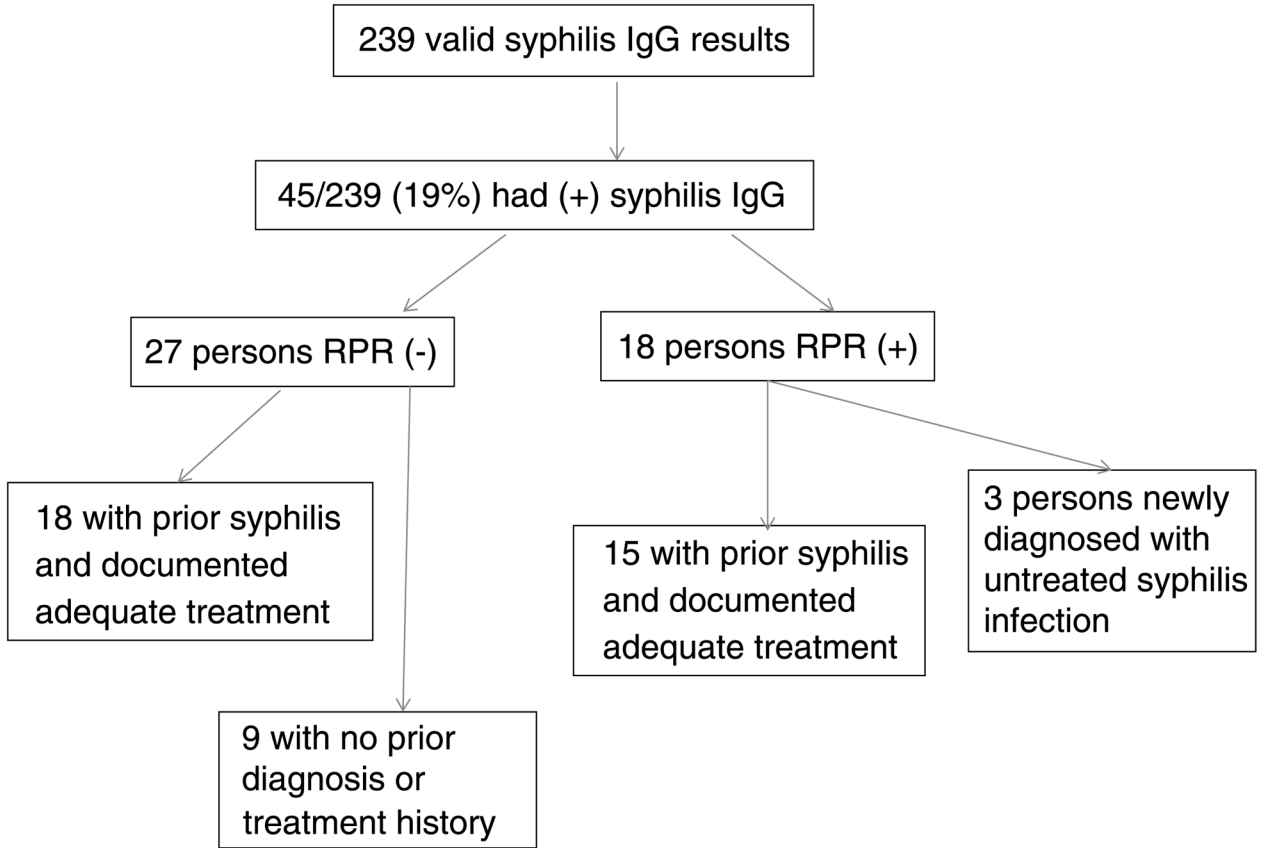 239 valid syphilis IgG results
45/239 (19%) had (+) syphilis IgG
27 persons RPR (-)
18 persons RPR (+)
18 with prior syphilis
and documented
adequate treatment
15 with prior syphilis
and documented
adequate treatment
3 persons newly
diagnosed with
untreated syphilis
infection
9 with no prior
diagnosis or
treatment history